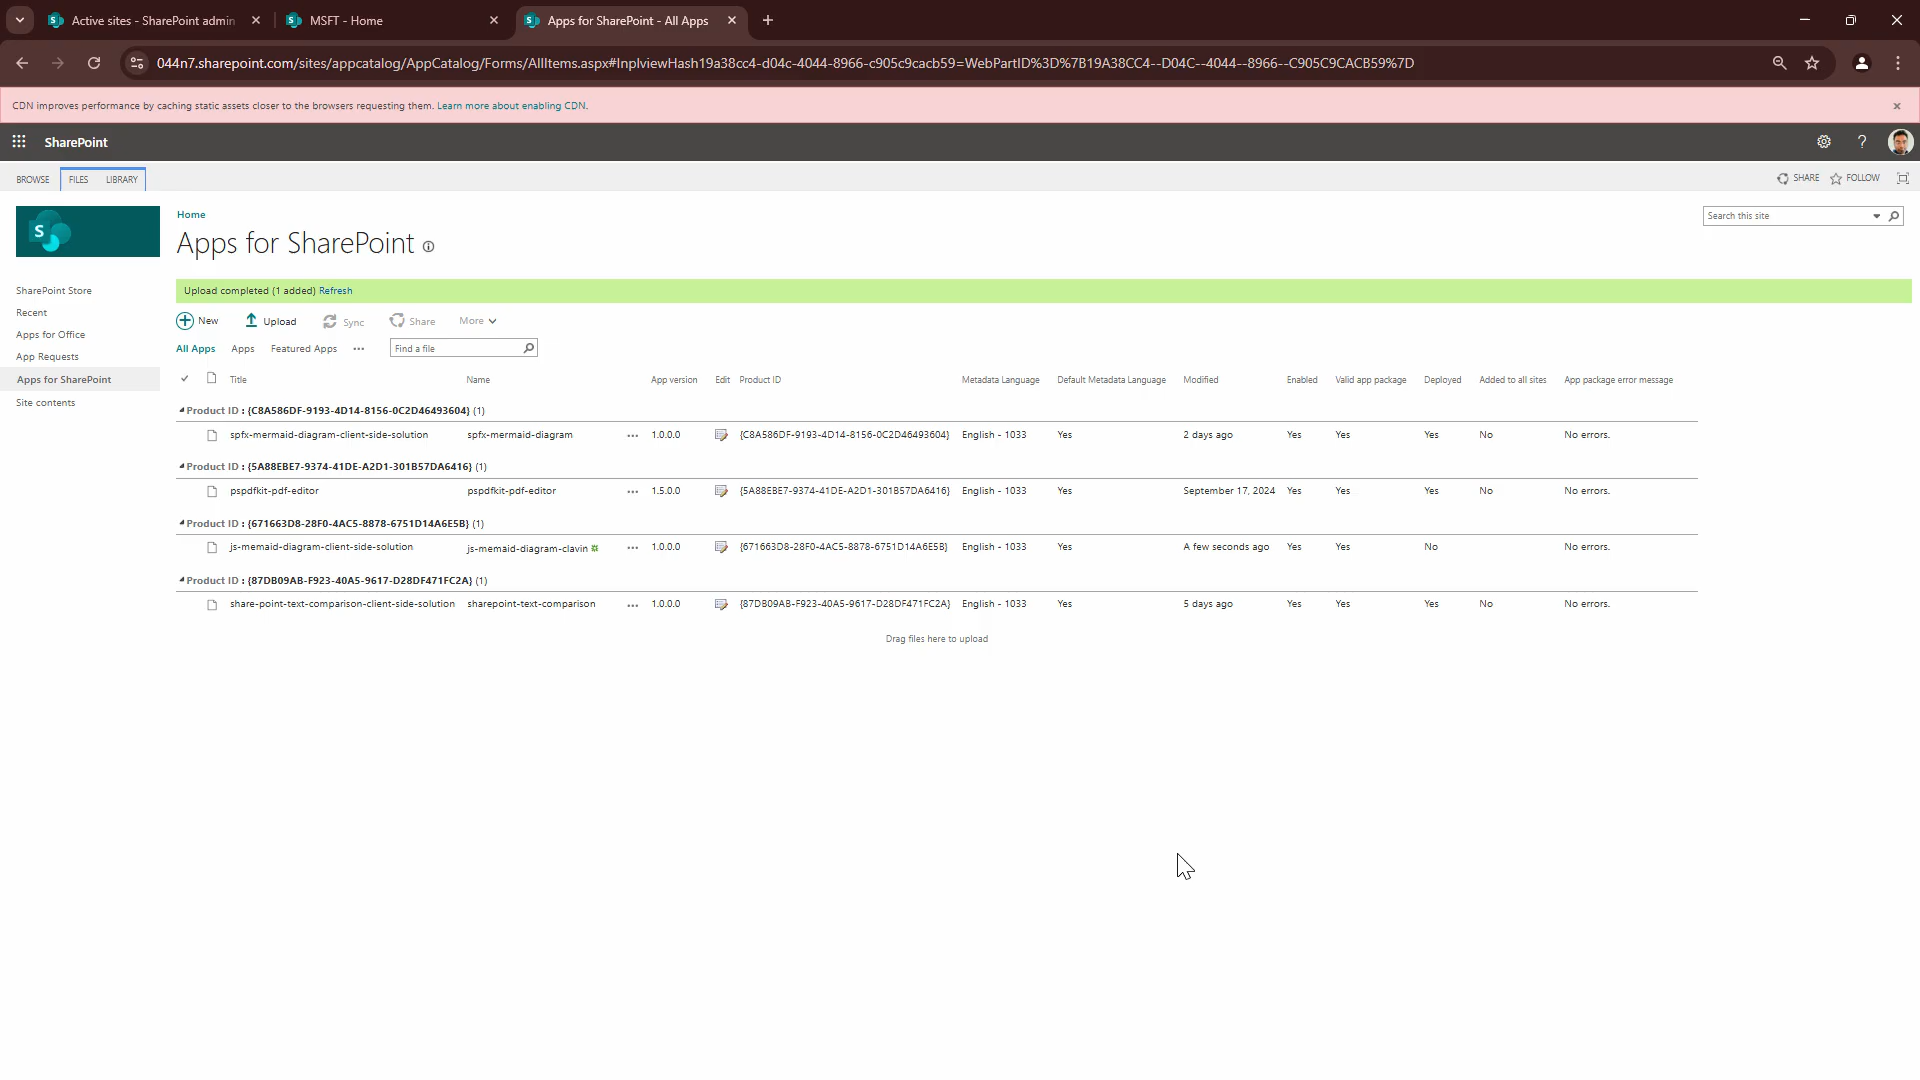 Active sites - SharePoint admin
MSFT - Home
Apps for SharePoint - All Apps
044n7.sharepoint.com/sites/appcatalog/AppCatalog/Forms/AllItems.aspx#InplviewHash19a38cc4-d04c-4044-8966-c905c9cacb59=WebPartID%3D%7B19A38CC4--D04C--4044--8966--C905C9CACB59%7D
CDN improves performance by caching static assets closer to the browsers requesting them. Learn more about enabling CDN.
SharePoint
BROWSE FILES LIBRARY SHARE FOLLOW
Home
Search this site
Apps for SharePoint
SharePoint Store
Recent
Apps for Office
App Requests
Apps for SharePoint
Site contents
Upload completed (1 added) Refresh
New Upload Sync Share More
All Apps Apps Featured Apps ... Find a file
Title Name App version Edit Product ID Metadata Language Default Metadata Language Modified Enabled Valid app package Deployed Added to all sites App package error message
Product ID : {C8A586DF-9193-4D14-8156-0C2D46493604} (1)
spfx-mermaid-diagram-client-side-solution spfx-mermaid-diagram ... 1.0.0.0 {C8A586DF-9193-4D14-8156-0C2D46493604} English - 1033 Yes 2 days ago Yes Yes Yes No No errors.
Product ID : {5A88EBE7-9374-41DE-A2D1-301B57DA6416} (1)
pspdfkit-pdf-editor pspdfkit-pdf-editor ... 1.5.0.0 {5A88EBE7-9374-41DE-A2D1-301B57DA6416} English - 1033 Yes September 17, 2024 Yes Yes Yes No No errors.
Product ID : {671663D8-28F0-4AC5-8878-6751D14A6E5B} (1)
js-memaid-diagram-client-side-solution js-memaid-diagram-clavin ... 1.0.0.0 {671663D8-28F0-4AC5-8878-6751D14A6E5B} English - 1033 Yes A few seconds ago Yes Yes No No errors.
Product ID : {87DB09AB-F923-40A5-9617-D28DF471FC2A} (1)
share-point-text-comparison-client-side-solution sharepoint-text-comparison ... 1.0.0.0 {87DB09AB-F923-40A5-9617-D28DF471FC2A} English - 1033 Yes 5 days ago Yes Yes Yes No No errors.
Drag files here to upload